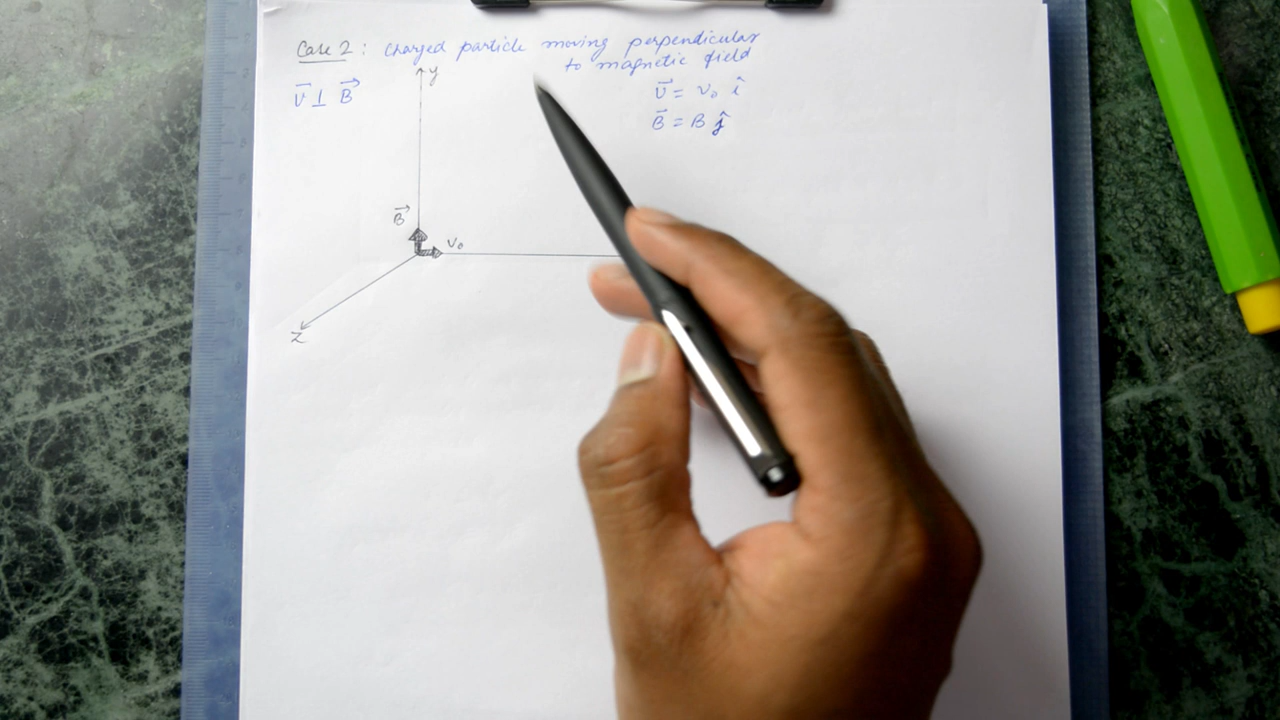 Case 2 : Charged particle moving perpendicular
to magnetic field
v⃗ ⊥ B⃗
y
v⃗ = v₀ î
B⃗ = B ĵ
B⃗
v₀
z